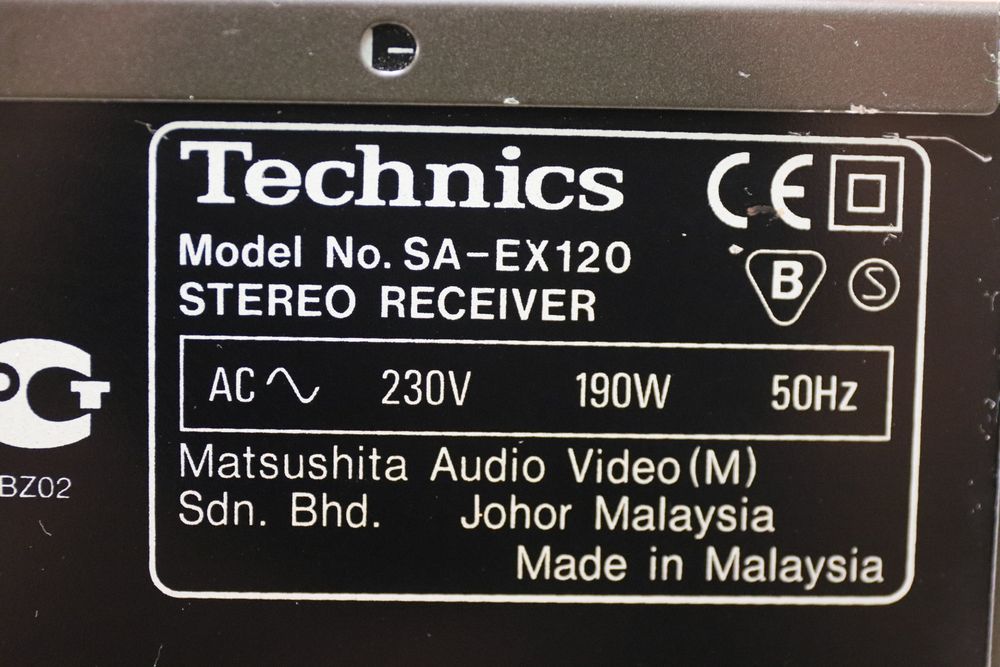 Technics CE
Model No. SA-EX120
STEREO RECEIVER
B S
AC 230V 190W 50Hz
BZ02
Matsushita Audio Video (M)
Sdn. Bhd. Johor Malaysia
Made in Malaysia